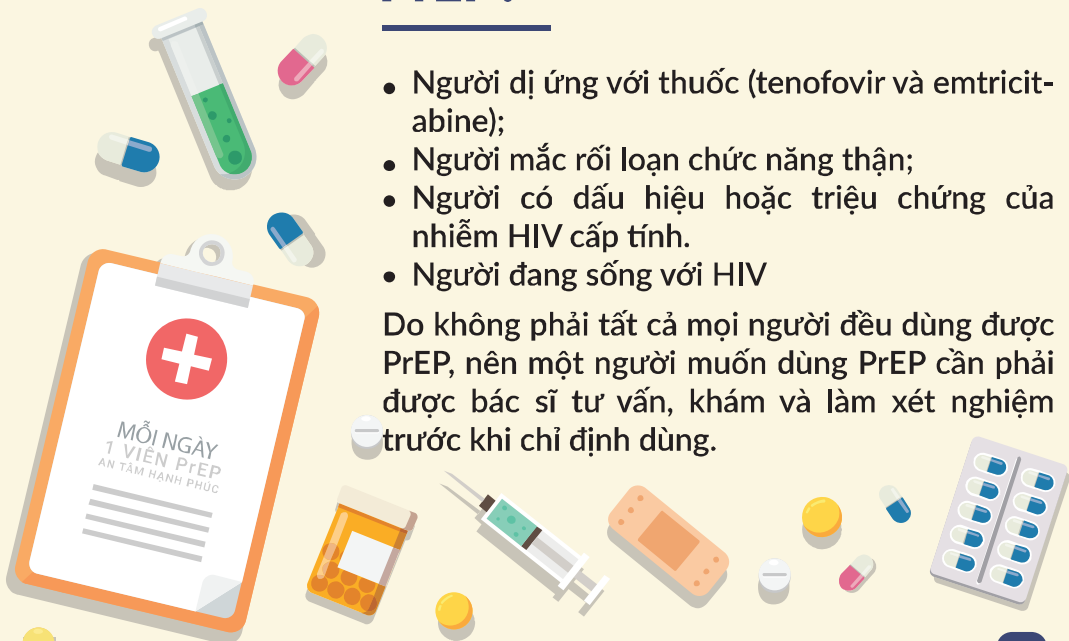 PrEP?
• Người dị ứng với thuốc (tenofovir và emtricit-
abine);
• Người mắc rối loạn chức năng thận;
• Người có dấu hiệu hoặc triệu chứng của
nhiễm HIV cấp tính.
• Người đang sống với HIV
Do không phải tất cả mọi người đều dùng được
PrEP, nên một người muốn dùng PrEP cần phải
được bác sĩ tư vấn, khám và làm xét nghiệm
trước khi chỉ định dùng.
MỖI NGÀY
1 VIÊN PrEP
AN TÂM HẠNH PHÚC